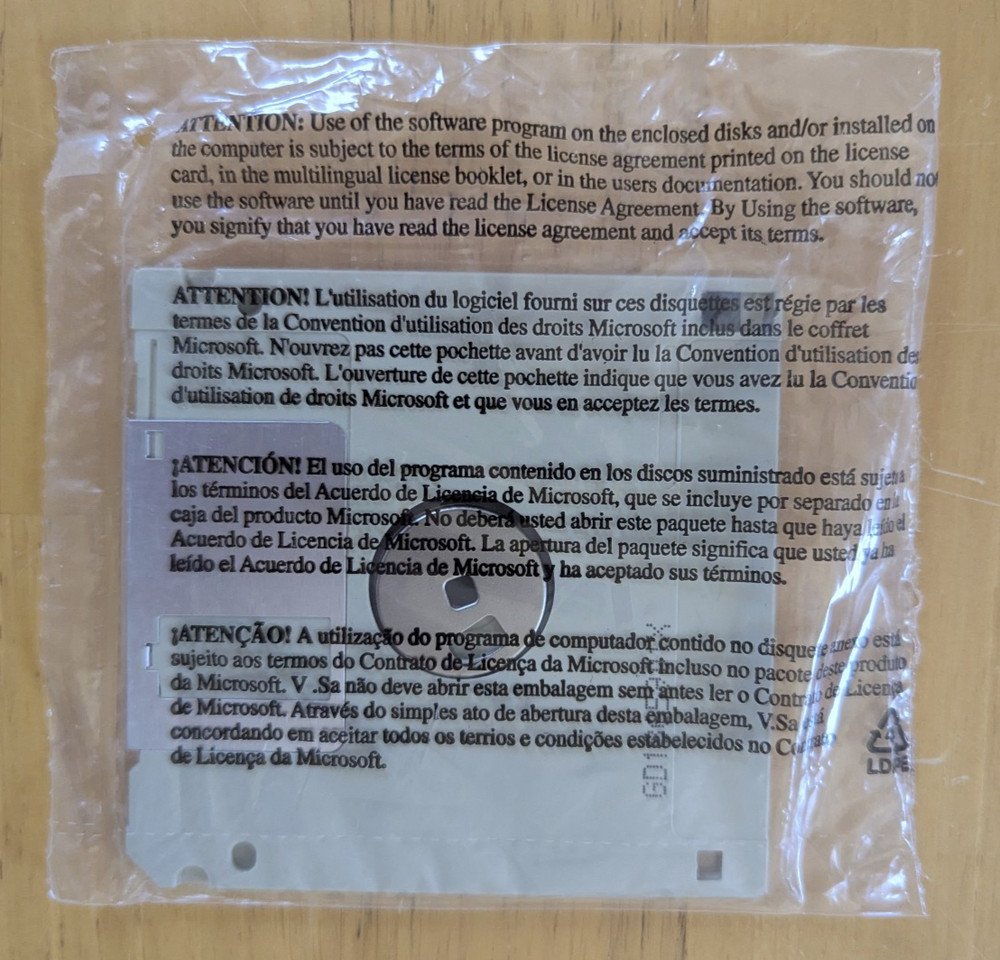 ATTENTION: Use of the software program on the enclosed disks and/or installed on
the computer is subject to the terms of the license agreement printed on the license
card, in the multilingual license booklet, or in the users documentation. You should not
use the software until you have read the License Agreement. By Using the software,
you signify that you have read the license agreement and accept its terms.
ATTENTION! L'utilisation du logiciel fourni sur ces disquettes est régie par les
termes de la Convention d'utilisation des droits Microsoft inclus dans le coffret
Microsoft. N'ouvrez pas cette pochette avant d'avoir lu la Convention d'utilisation des
droits Microsoft. L'ouverture de cette pochette indique que vous avez lu la Conventio
d'utilisation de droits Microsoft et que vous en acceptez les termes.
¡ATENCIÓN! El uso del programa contenido en los discos suministrado está sujeta
los términos del Acuerdo de Licencia de Microsoft, que se incluye por separado en la
caja del producto Microsoft. No deberá usted abrir este paquete hasta que haya leído el
Acuerdo de Licencia de Microsoft. La apertura del paquete significa que usted ya ha
leído el Acuerdo de Licencia de Microsoft y ha aceptado sus términos.
¡ATENÇÃO! A utilização do programa de computador contido no disquete anexo está
sujeito aos termos do Contrato de Licença da Microsoft incluso no pacote deste produto
da Microsoft. V .Sa não deve abrir esta embalagem sem antes ler o Contrato de Licença
de Microsoft. Através do simples ato de abertura desta embalagem, V.Sa está
concordando em aceitar todos os terrios e condições estabelecidos no Contrato
de Licença da Microsoft.
4
LDPE